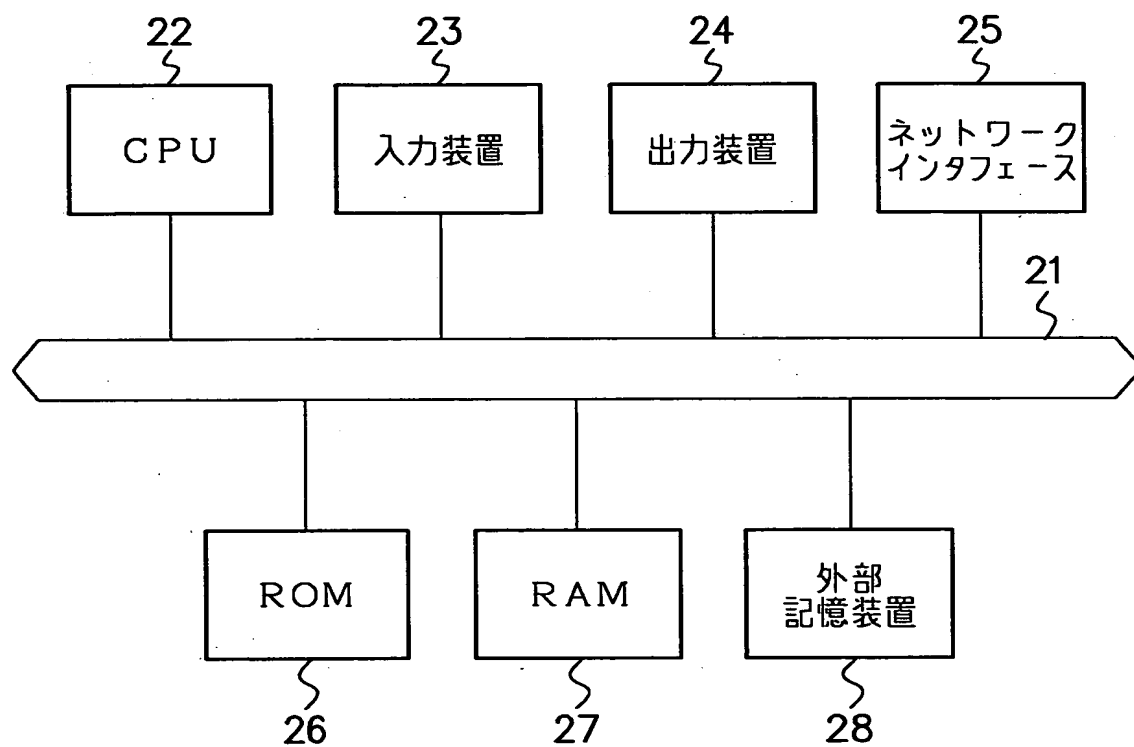 22
23
24
25
CPU
入力装置
出力装置
ネットワーク
インタフェース
21
ROM
RAM
外部
記憶装置
26
27
28